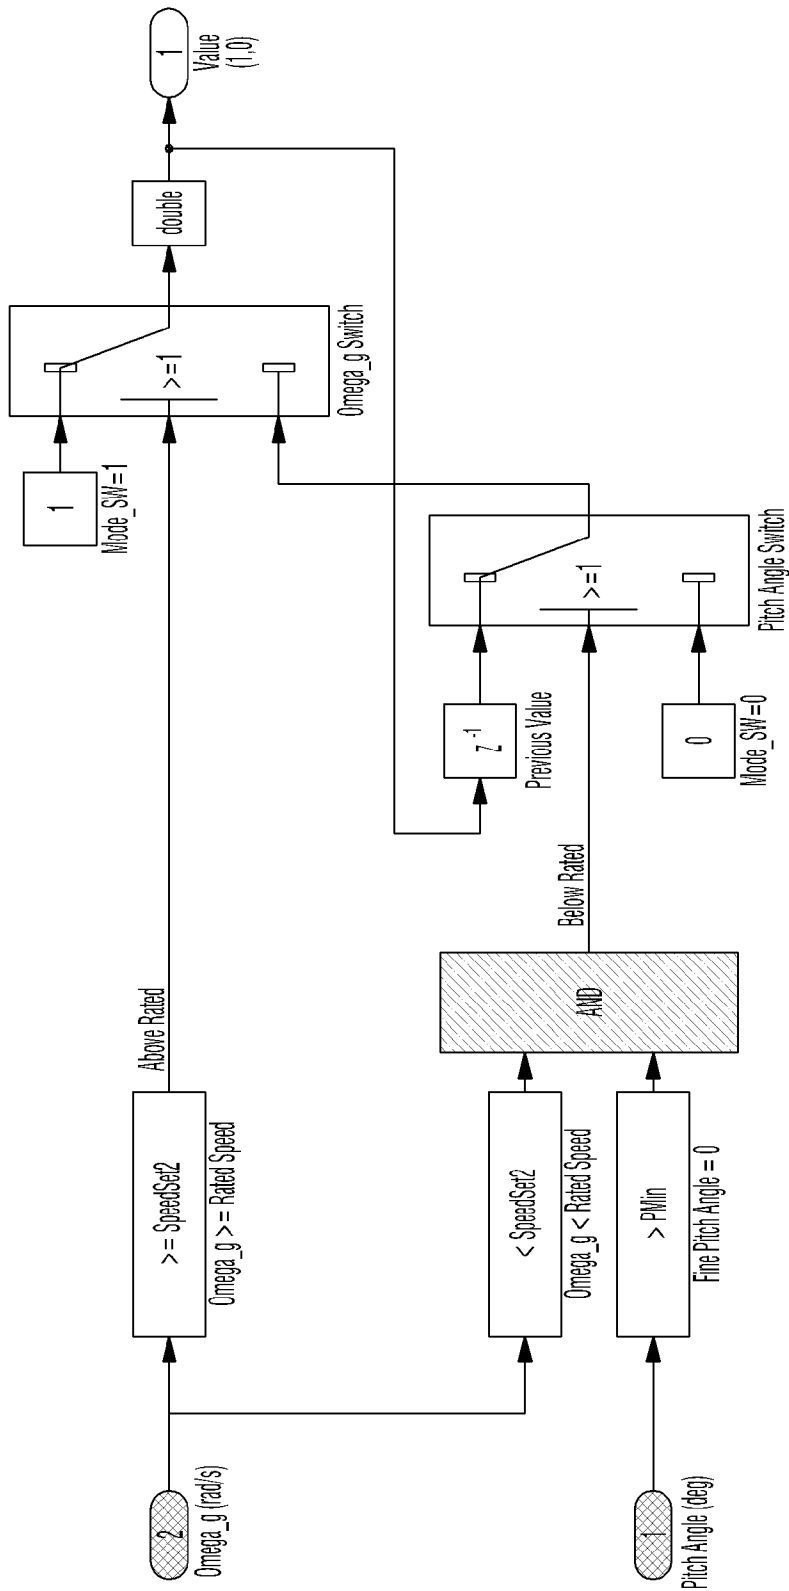 2
Omega_g (rad/s)
>= SpeedSet2
Omega_g >= Rated Speed
Above Rated
1
Mode_SW=1
>=1
Omega_g Switch
double
1
Value
(1,0)
< SpeedSet2
Omega_g < Rated Speed
1
Pitch Angle (deg)
> PMin
Fine Pitch Angle = 0
AND
Below Rated
z-1
Previous Value
0
Mode_SW=0
>=1
Pitch Angle Switch